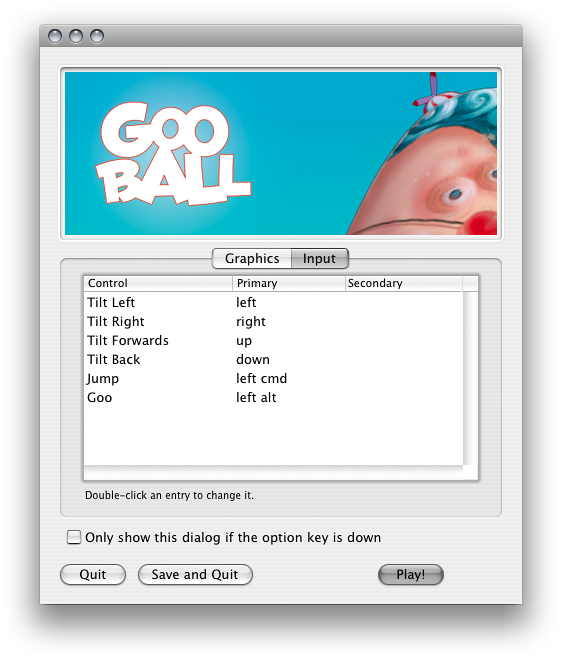 GOO
BALL
Graphics Input
Control Primary Secondary
Tilt Left left
Tilt Right right
Tilt Forwards up
Tilt Back down
Jump left cmd
Goo left alt
Double-click an entry to change it.
Only show this dialog if the option key is down
Quit Save and Quit Play!